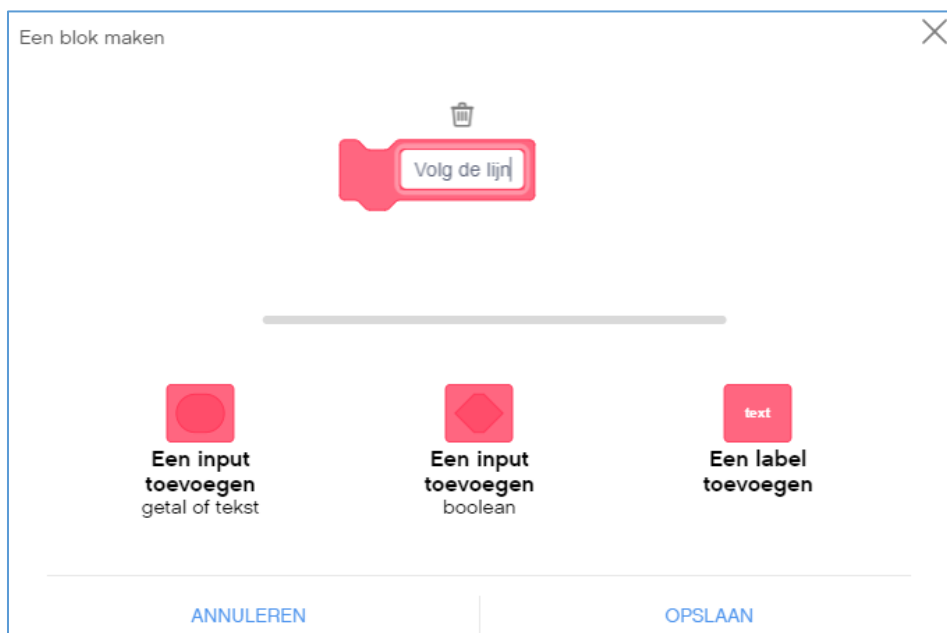 Een blok maken
Volg de lijn
text
Een input
toevoegen
getal of tekst
Een input
toevoegen
boolean
Een label
toevoegen
ANNULEREN
OPSLAAN